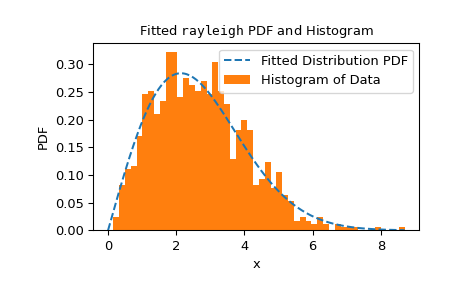 Fitted rayleigh PDF and Histogram
Fitted Distribution PDF
Histogram of Data
PDF
0.30
0.25
0.20
0.15
0.10
0.05
0.00
0 2 4 6 8
x